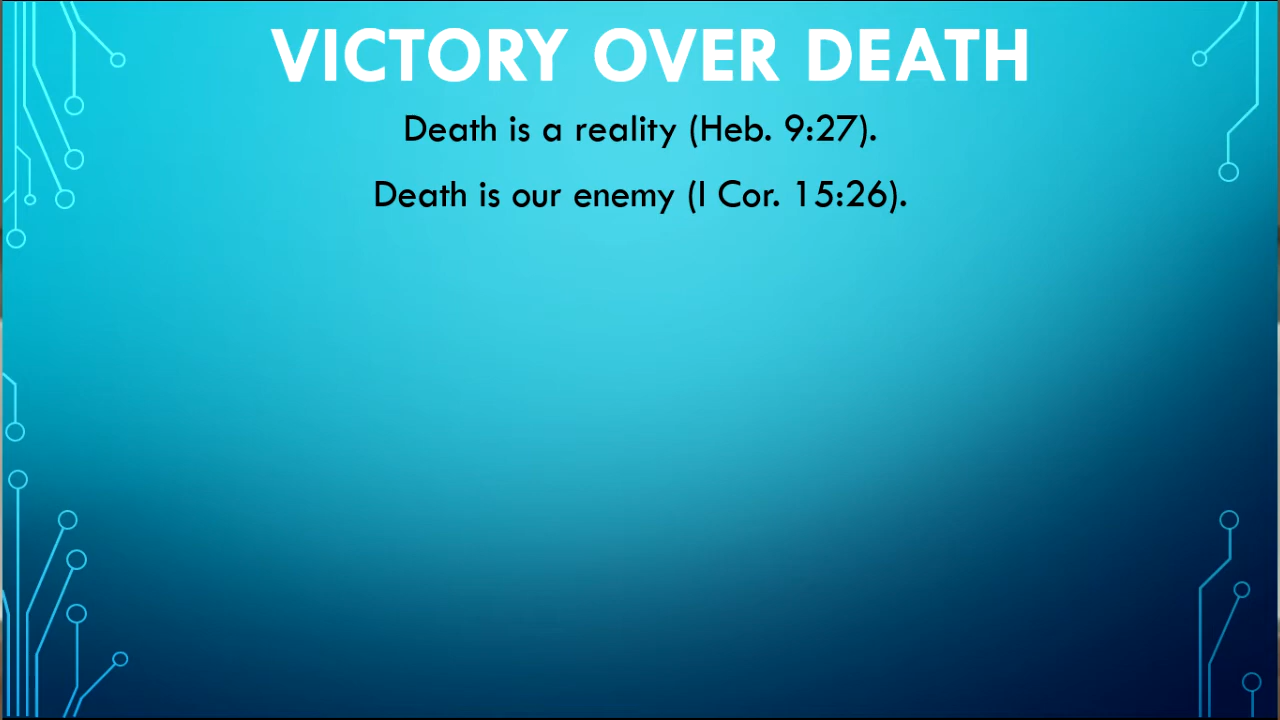 VICTORY OVER DEATH
Death is a reality (Heb. 9:27).
Death is our enemy (I Cor. 15:26).